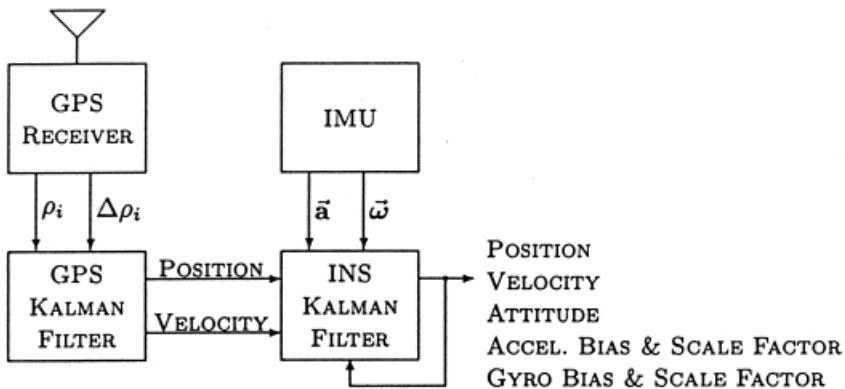 GPS
RECEIVER
IMU
ρᵢ
Δρᵢ
a⃗
ω⃗
GPS
KALMAN
FILTER
POSITION
VELOCITY
INS
KALMAN
FILTER
POSITION
VELOCITY
ATTITUDE
ACCEL. BIAS & SCALE FACTOR
GYRO BIAS & SCALE FACTOR